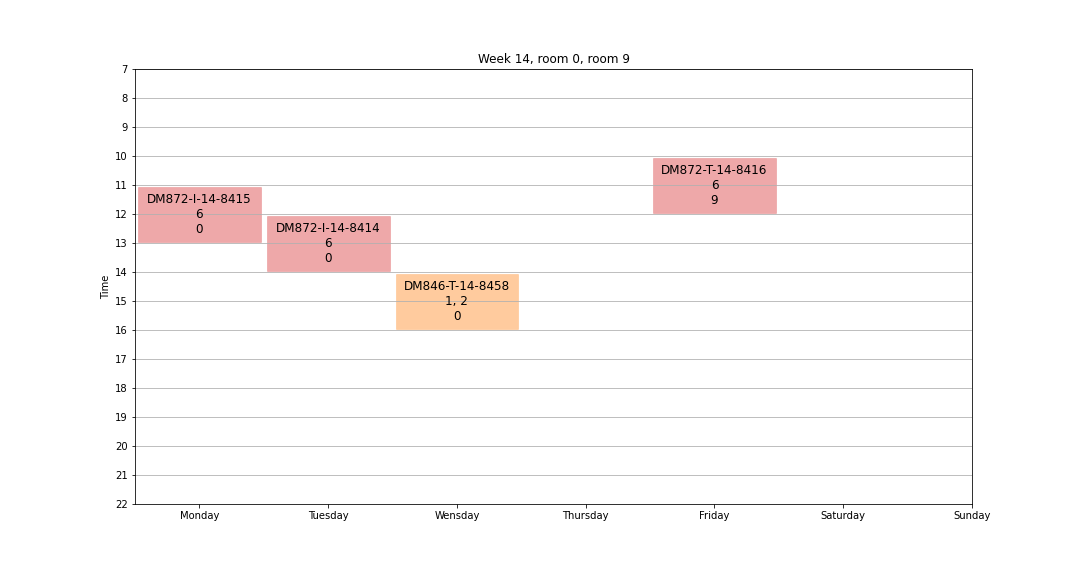 Week 14, room 0, room 9
Time
7
8
9
10
11
12
13
14
15
16
17
18
19
20
21
22
DM872-I-14-8415
6
0
DM872-I-14-8414
6
0
DM846-T-14-8458
1, 2
0
DM872-T-14-8416
6
9
Monday
Tuesday
Wensday
Thursday
Friday
Saturday
Sunday